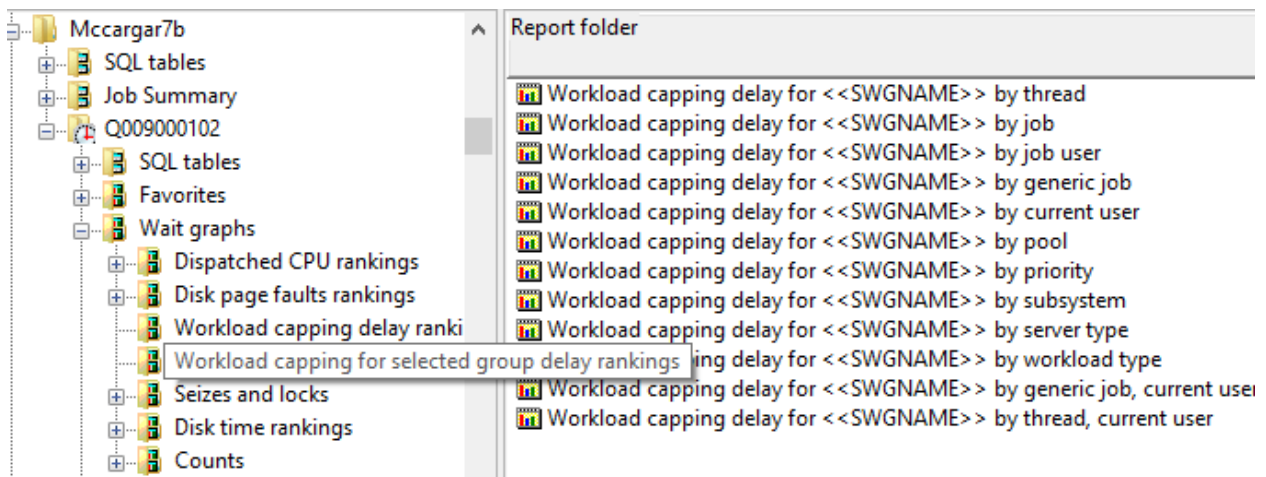 Mccargar7b
SQL tables
Job Summary
Q009000102
SQL tables
Favorites
Wait graphs
Dispatched CPU rankings
Disk page faults rankings
Workload capping delay ranki
Workload capping for selected group delay rankings
Seizes and locks
Disk time rankings
Counts
Report folder
Workload capping delay for <<SWGNAME>> by thread
Workload capping delay for <<SWGNAME>> by job
Workload capping delay for <<SWGNAME>> by job user
Workload capping delay for <<SWGNAME>> by generic job
Workload capping delay for <<SWGNAME>> by current user
Workload capping delay for <<SWGNAME>> by pool
Workload capping delay for <<SWGNAME>> by priority
Workload capping delay for <<SWGNAME>> by subsystem
Workload capping delay for <<SWGNAME>> by server type
ing delay for <<SWGNAME>> by workload type
Workload capping delay for <<SWGNAME>> by generic job, current use
Workload capping delay for <<SWGNAME>> by thread, current user